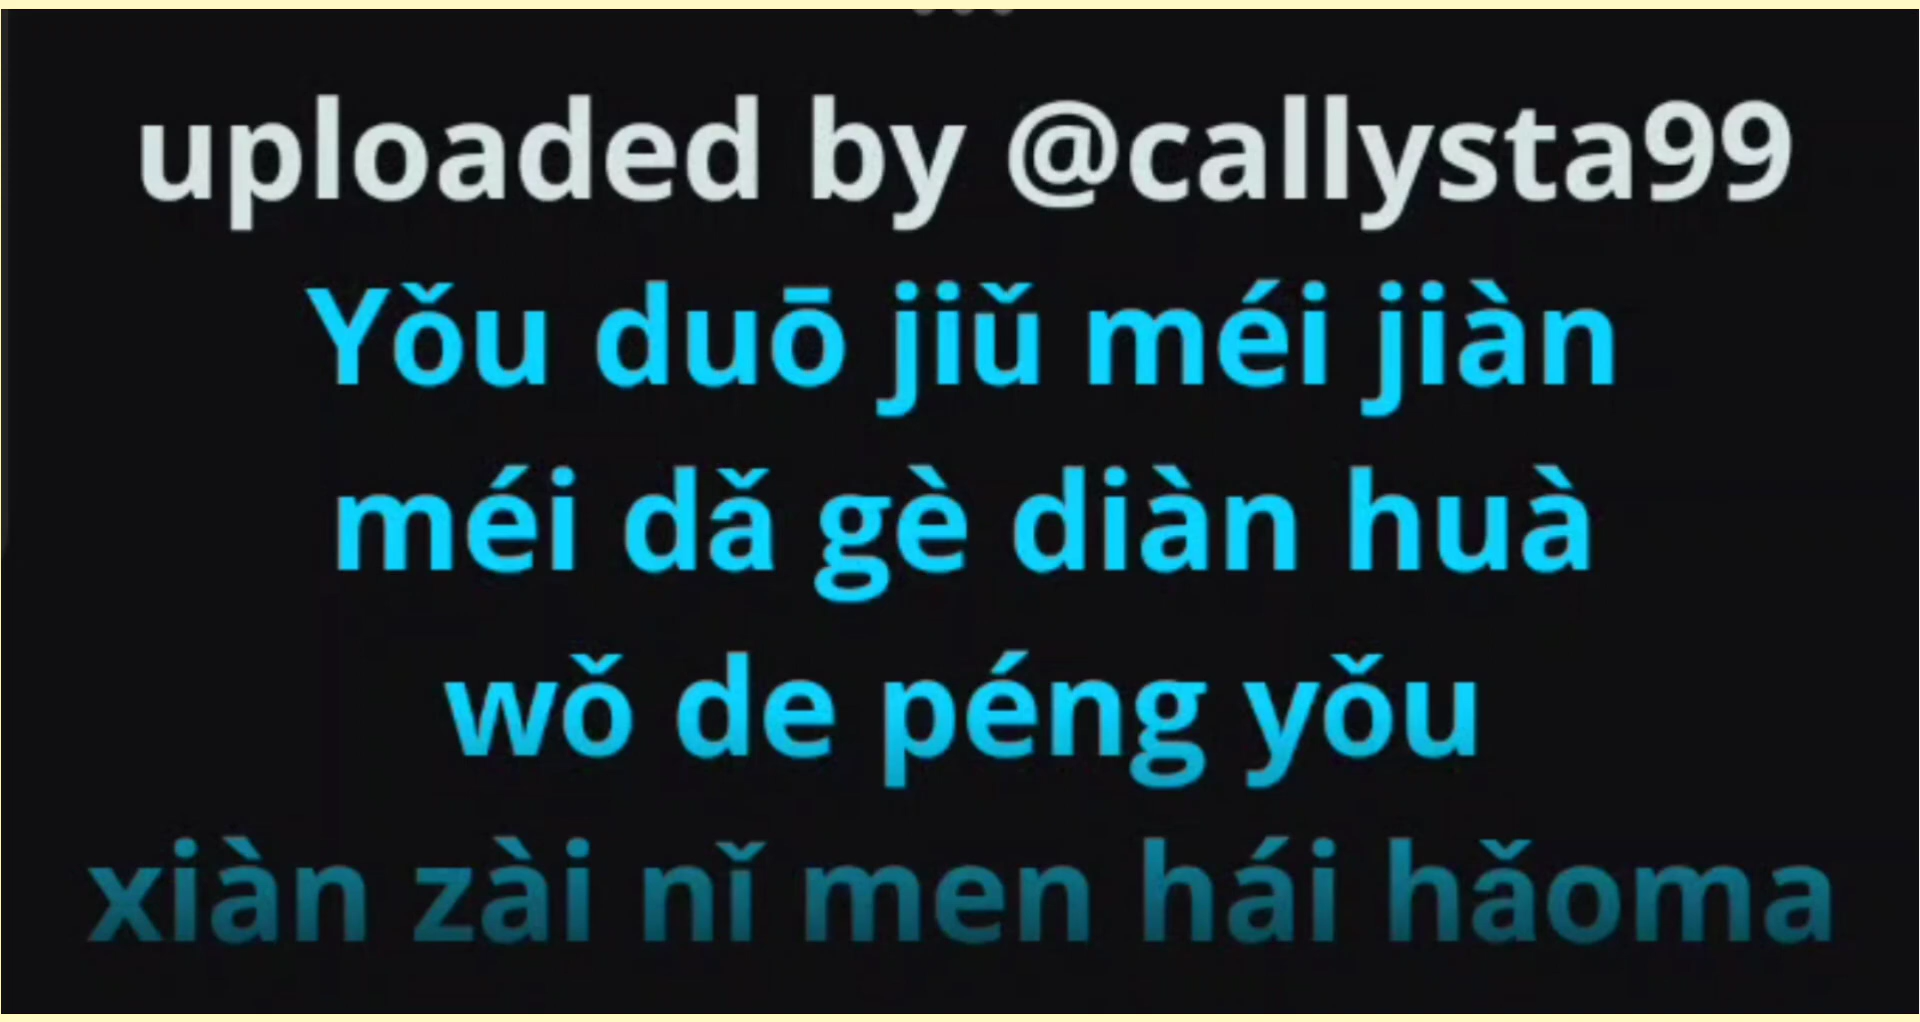 uploaded by @callysta99
Yǒu duō jiǔ méi jiàn
méi dǎ gè diàn huà
wǒ de péng yǒu
xiàn zài nǐ men hái hǎoma